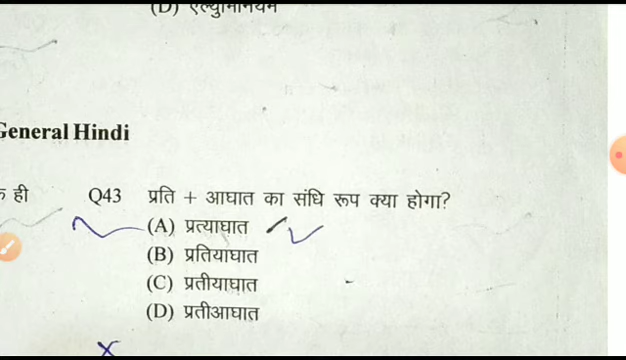 (D) एल्युमिनियम
General Hindi
ही
Q43 प्रति + आघात का संधि रूप क्या होगा?
(A) प्रत्याघात
(B) प्रतियाघात
(C) प्रतीयाघात
(D) प्रतीआघात